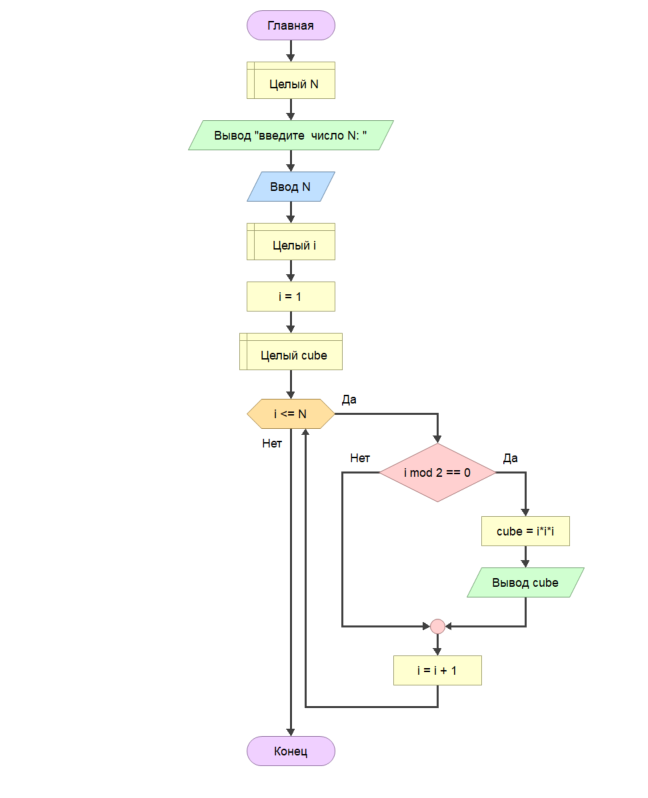 Главная
Целый N
Вывод "введите  число N: "
Ввод N
Целый i
i = 1
Целый cube
i <= N
Да
Нет
Нет
Да
i mod 2 == 0
cube = i*i*i
Вывод cube
i = i + 1
Конец